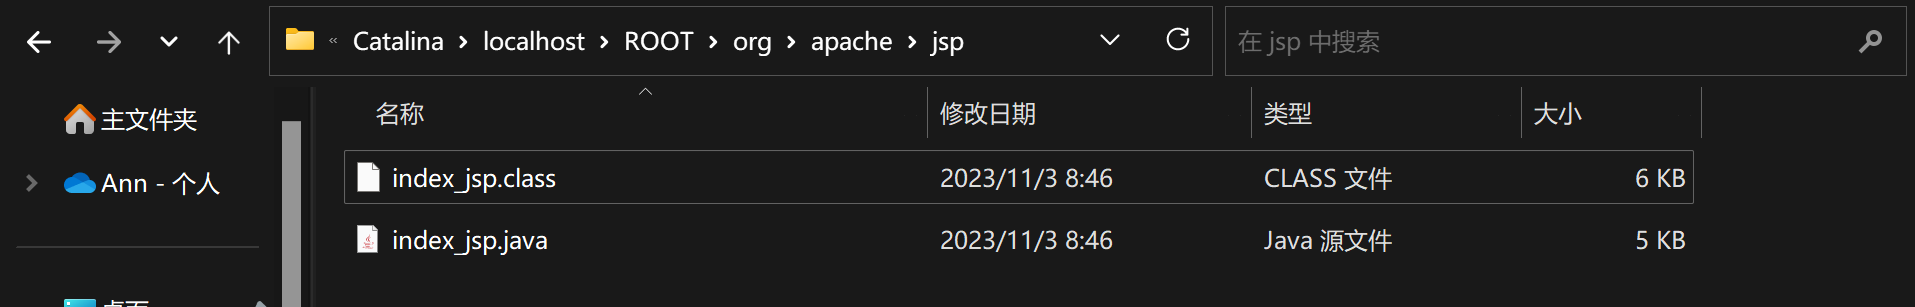 « Catalina > localhost > ROOT > org > apache > jsp
在 jsp 中搜索
主文件夹
Ann - 个人
名称 修改日期 类型 大小
index_jsp.class 2023/11/3 8:46 CLASS 文件 6 KB
index_jsp.java 2023/11/3 8:46 Java 源文件 5 KB